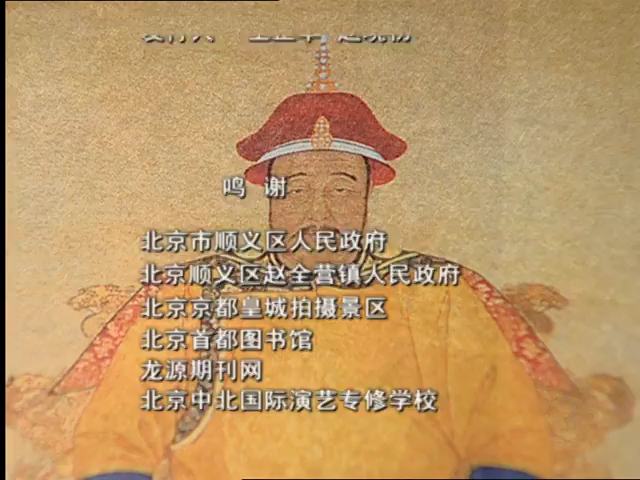 鸣 谢
北京市顺义区人民政府
北京顺义区赵全营镇人民政府
北京京都皇城拍摄景区
北京首都图书馆
龙源期刊网
北京中北国际演艺专修学校